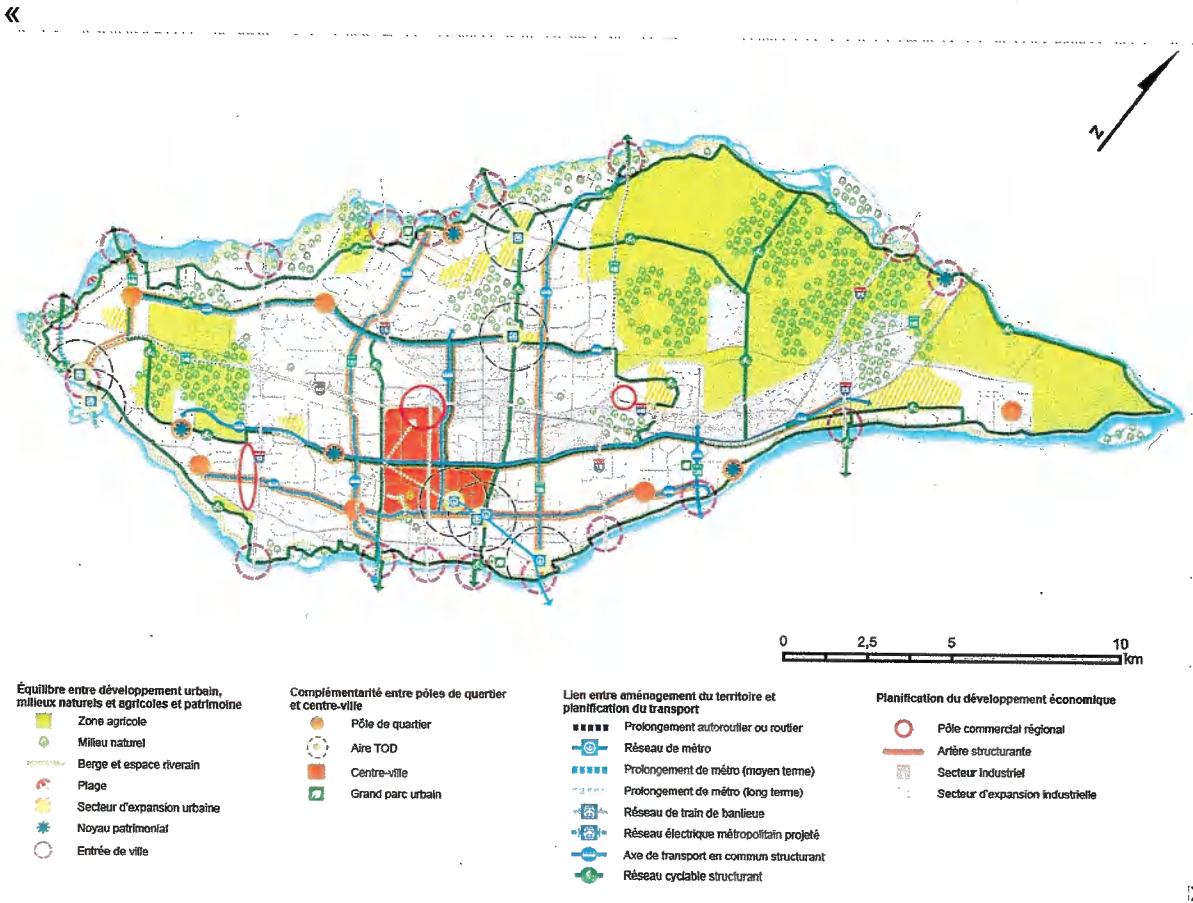 «
N
0 2,5 5 10
km
Équilibre entre développement urbain,
milieux naturels et agricoles et patrimoine
Zone agricole
Milieu naturel
Berge et espace riverain
Plage
Secteur d'expansion urbaine
Noyau patrimonial
Entrée de ville
Complémentarité entre pôles de quartier
et centre-ville
Pôle de quartier
Aire TOD
Centre-ville
Grand parc urbain
Lien entre aménagement du territoire et
planification du transport
Prolongement autoroutier ou routier
Réseau de métro
Prolongement de métro (moyen terme)
Prolongement de métro (long terme)
Réseau de train de banlieue
Réseau électrique métropolitain projeté
Axe de transport en commun structurant
Réseau cyclable structurant
Planification du développement économique
Pôle commercial régional
Artère structurante
Secteur industriel
Secteur d'expansion industrielle